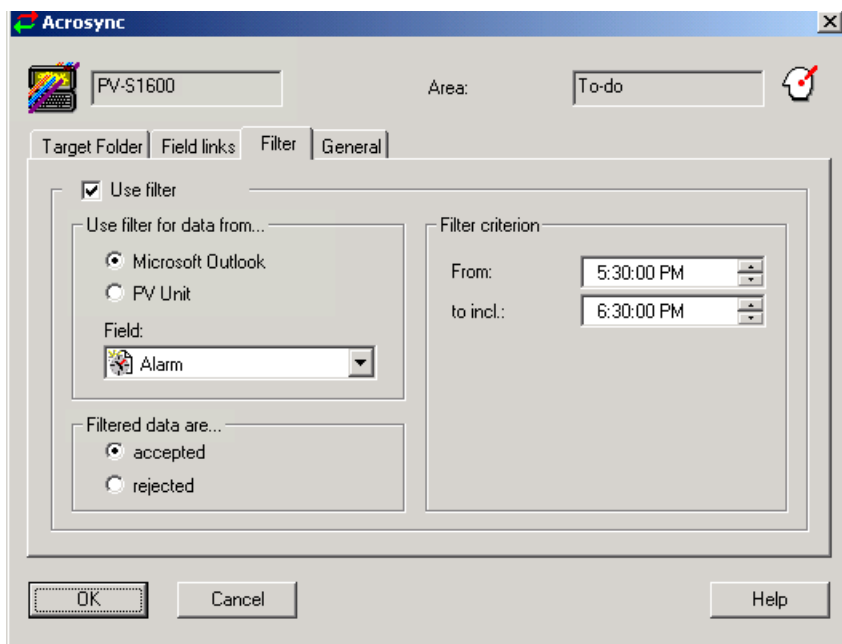 Acrosync
PV-S1600
Area:
To-do
Target Folder
Field links
Filter
General
Use filter
Use filter for data from...
Microsoft Outlook
PV Unit
Field:
Alarm
Filtered data are...
accepted
rejected
Filter criterion
From:
5:30:00 PM
to incl.:
6:30:00 PM
OK
Cancel
Help